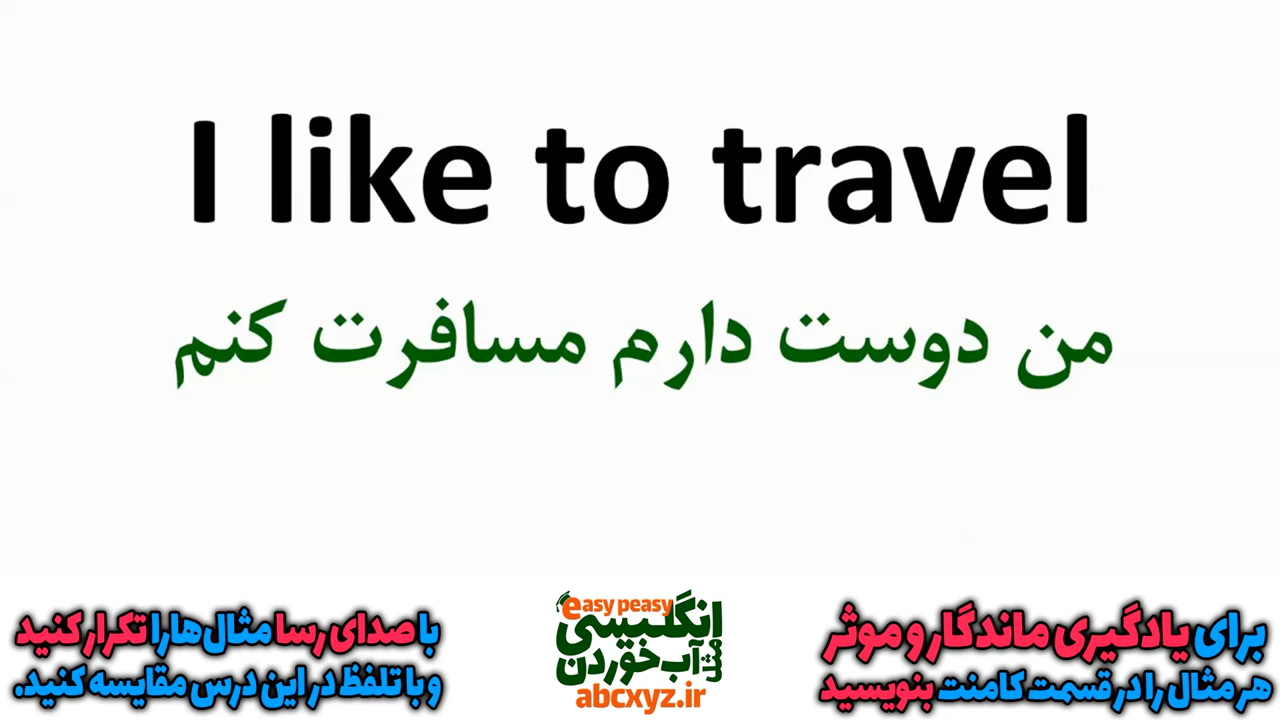 I like to travel
من دوست دارم مسافرت کنم
برای یادگیری ماندگار و موثر
هر مثال را در قسمت کامنت بنویسید
easy peasy
انگلیسی
مثل آب خوردن
abcxyz.ir
با صدای رسا مثال‌ها را تکرار کنید
و با تلفظ در این درس مقایسه کنید.